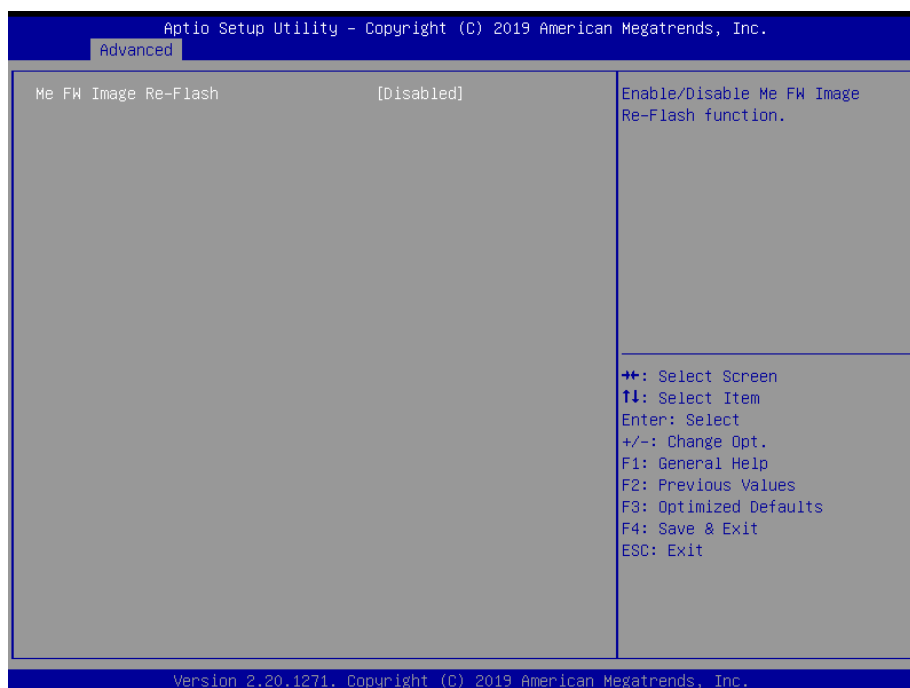 Aptio Setup Utility – Copyright (C) 2019 American Megatrends, Inc.
Advanced
Me FW Image Re-Flash [Disabled]
Enable/Disable Me FW Image
Re-Flash function.
→←: Select Screen
↑↓: Select Item
Enter: Select
+/-: Change Opt.
F1: General Help
F2: Previous Values
F3: Optimized Defaults
F4: Save & Exit
ESC: Exit
Version 2.20.1271. Copyright (C) 2019 American Megatrends, Inc.